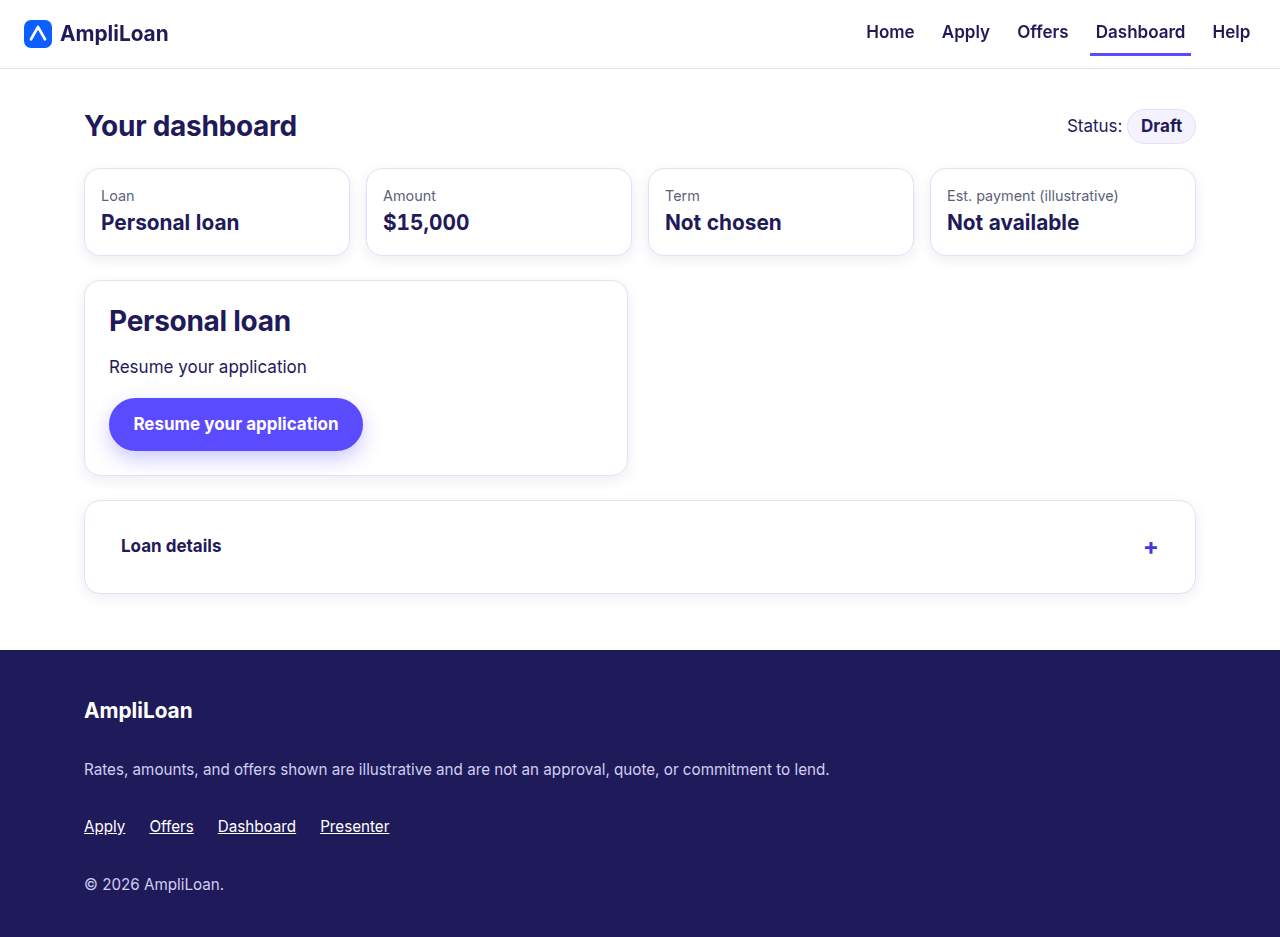 AmpliLoan
Home Apply Offers Dashboard Help
Your dashboard
Status: Draft
Loan
Personal loan
Amount
$15,000
Term
Not chosen
Est. payment (illustrative)
Not available
Personal loan
Resume your application
Resume your application
Loan details +
AmpliLoan
Rates, amounts, and offers shown are illustrative and are not an approval, quote, or commitment to lend.
Apply Offers Dashboard Presenter
© 2026 AmpliLoan.